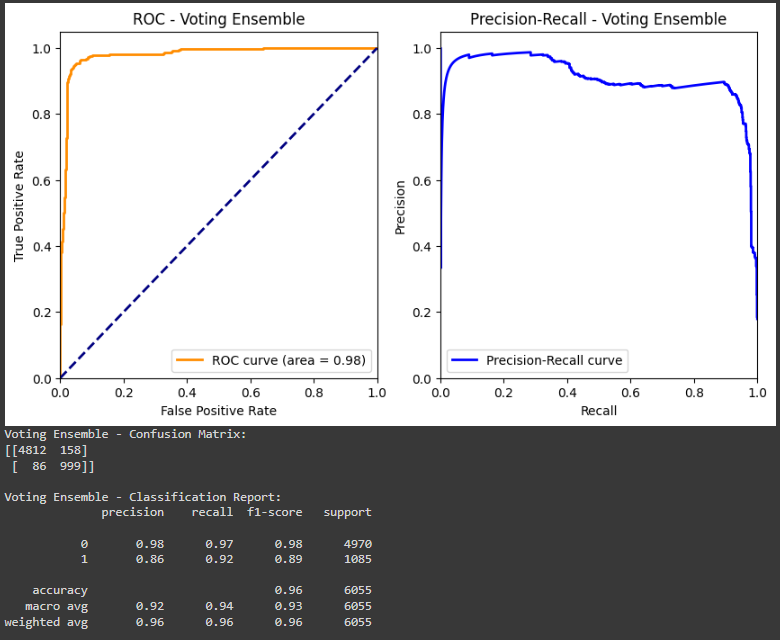 ROC - Voting Ensemble
1.0
0.8
0.6
0.4
0.2
0.0
True Positive Rate
ROC curve (area = 0.98)
0.0 0.2 0.4 0.6 0.8 1.0
False Positive Rate
Precision-Recall - Voting Ensemble
1.0
0.8
0.6
0.4
0.2
0.0
Precision
Precision-Recall curve
0.0 0.2 0.4 0.6 0.8 1.0
Recall
Voting Ensemble - Confusion Matrix:
[[4812 158]
[ 86 999]]
Voting Ensemble - Classification Report:
precision recall f1-score support
0 0.98 0.97 0.98 4970
1 0.86 0.92 0.89 1085
accuracy 0.96 6055
macro avg 0.92 0.94 0.93 6055
weighted avg 0.96 0.96 0.96 6055